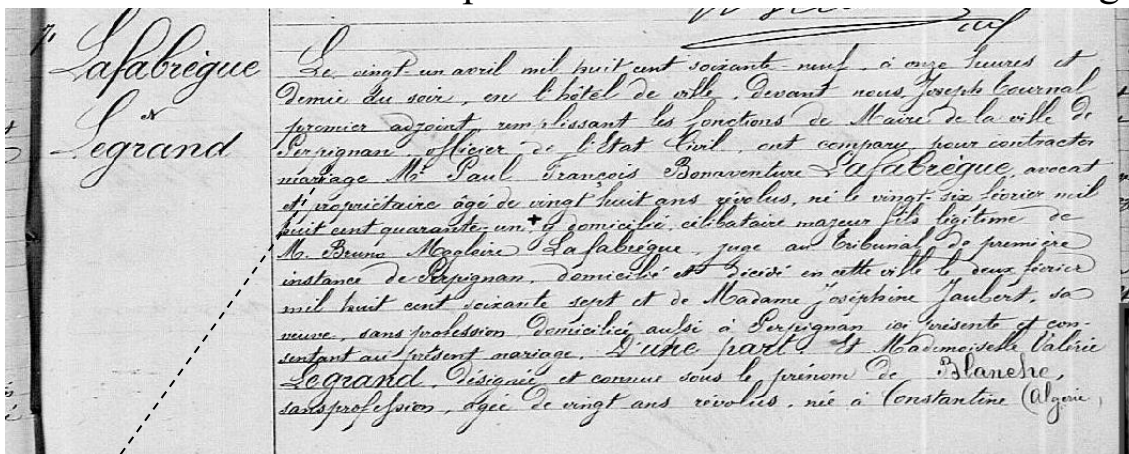 Lafabrègue
&
Legrand
Le vingt-un avril mil huit cent soixante-neuf, à onze heures et
demie du soir, en l'hôtel de ville, devant nous Joseph Cournal
premier adjoint remplissant les fonctions de Maire de la ville de
Perpignan, officier de l'Etat Civil ont comparu pour contracter
mariage Mr. Paul François Bonaventure Lafabrègue, avocat
et propriétaire âgé de vingt huit ans révolus, né le vingt-six février mil
huit cent quarante-un, + y domicilié, célibataire majeur fils légitime de
M. Bruno Magloire Lafabrègue, juge au tribunal de première
instance de Perpignan, domicilié et décédé en cette ville le deux février
mil huit cent soixante sept et de Madame Joséphine Jaubert, sa
veuve, sans profession, domiciliée aussi à Perpignan ici présente et con-
sentant au présent mariage. D'une part. Et Mademoiselle Valérie
Legrand, désignée et connue sous le prénom de Blanche,
sans profession, âgée de vingt ans révolus, née à Constantine (Algérie,